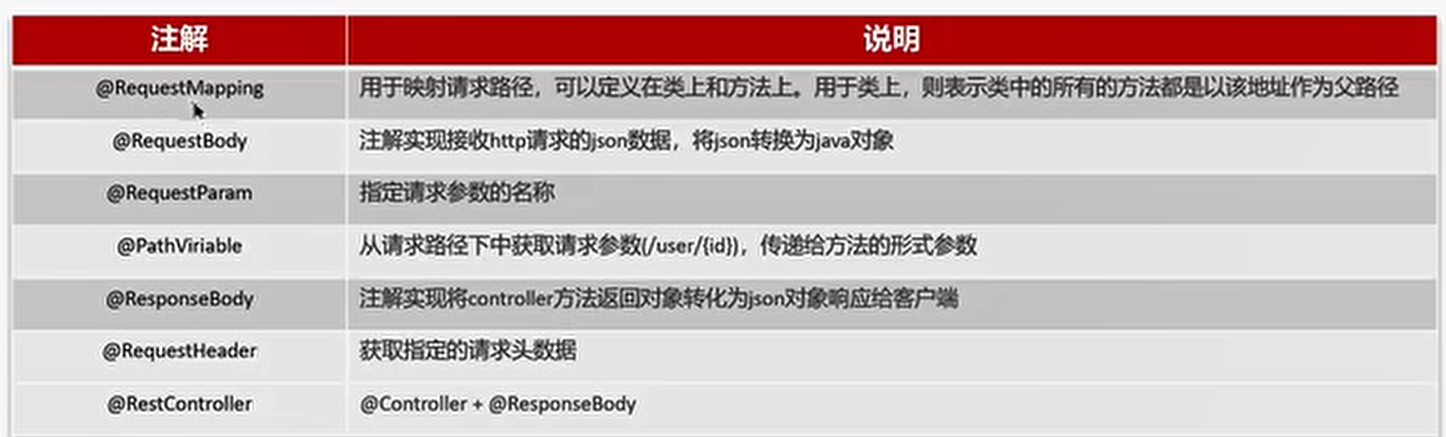 注解 说明
@RequestMapping 用于映射请求路径，可以定义在类上和方法上。用于类上，则表示类中的所有的方法都是以该地址作为父路径
@RequestBody 注解实现接收http请求的json数据，将json转换为java对象
@RequestParam 指定请求参数的名称
@PathViriable 从请求路径下中获取请求参数(/user/{id})，传递给方法的形式参数
@ResponseBody 注解实现将controller方法返回对象转化为json对象响应给客户端
@RequestHeader 获取指定的请求头数据
@RestController @Controller + @ResponseBody